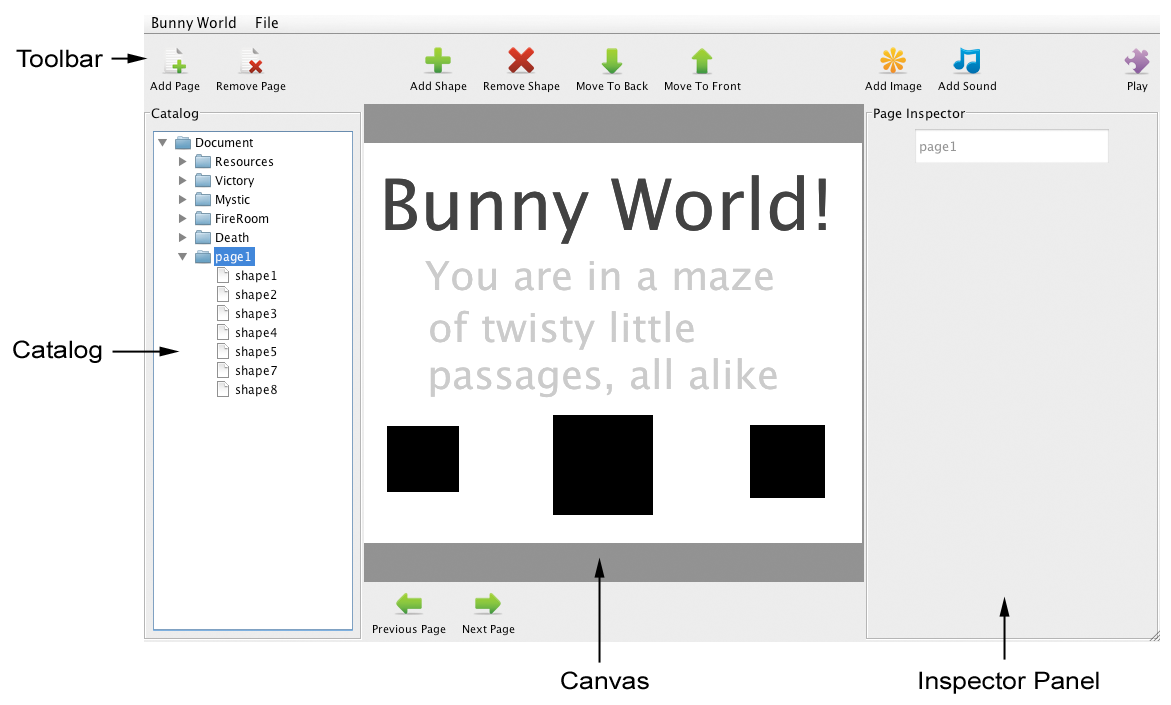 Bunny World File
Toolbar
Add Page Remove Page Add Shape Remove Shape Move To Back Move To Front Add Image Add Sound Play
Catalog
Document
Resources
Victory
Mystic
FireRoom
Death
page1
shape1
shape2
shape3
shape4
shape5
shape7
shape8
Catalog
Bunny World!
You are in a maze
of twisty little
passages, all alike
Previous Page Next Page
Canvas
Page Inspector
page1
Inspector Panel